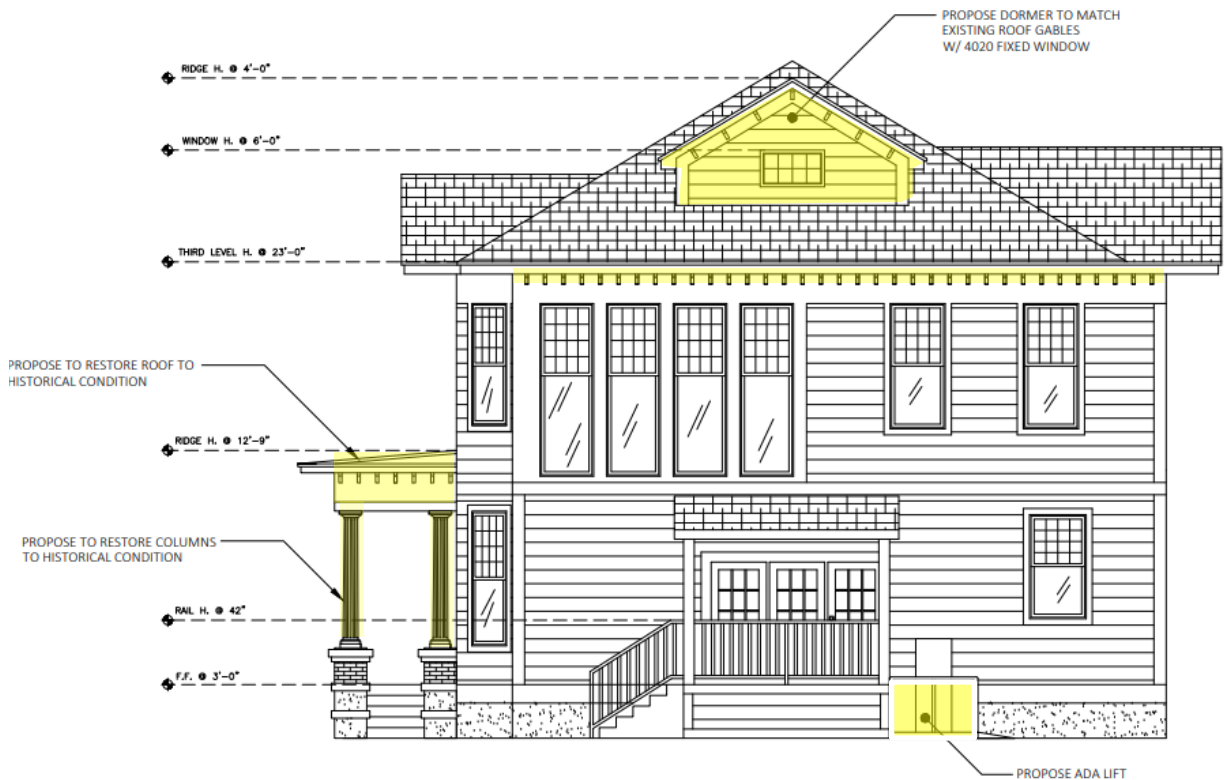 PROPOSE DORMER TO MATCH
EXISTING ROOF GABLES
W/ 4020 FIXED WINDOW
RIDGE H. @ 4'-0"
WINDOW H. @ 6'-0"
THIRD LEVEL H. @ 23'-0"
PROPOSE TO RESTORE ROOF TO
HISTORICAL CONDITION
RIDGE H. @ 12'-9"
PROPOSE TO RESTORE COLUMNS
TO HISTORICAL CONDITION
RAIL H. @ 42"
F.F. @ 3'-0"
PROPOSE ADA LIFT